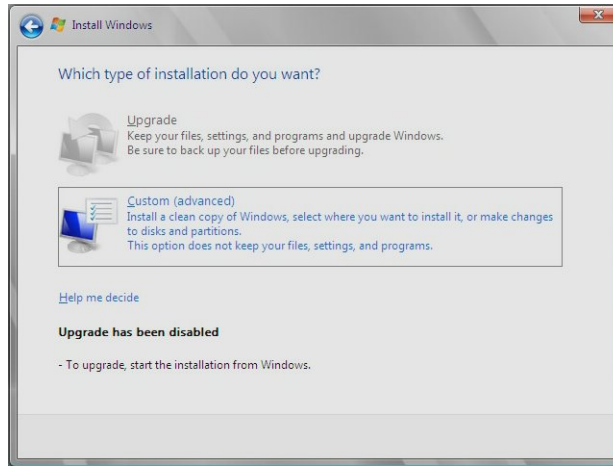 Install Windows
Which type of installation do you want?
Upgrade
Keep your files, settings, and programs and upgrade Windows.
Be sure to back up your files before upgrading.
Custom (advanced)
Install a clean copy of Windows, select where you want to install it, or make changes
to disks and partitions.
This option does not keep your files, settings, and programs.
Help me decide
Upgrade has been disabled
- To upgrade, start the installation from Windows.